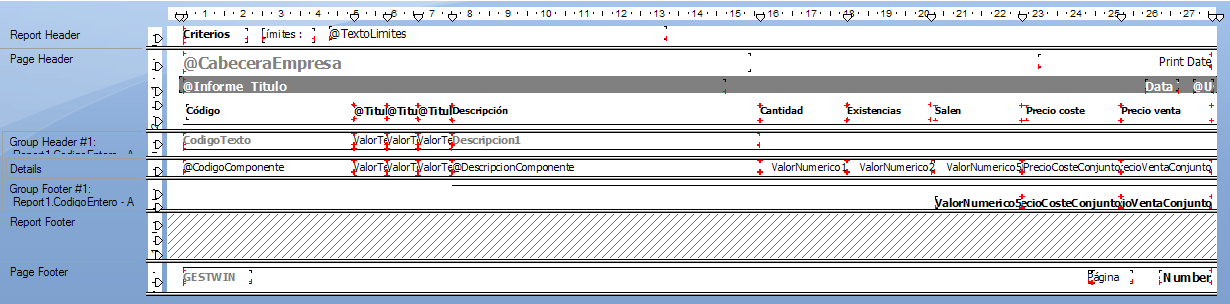 1 2 3 4 5 6 7 8 9 10 11 12 13 14 15 16 17 18 19 20 21 22 23 24 25 26 27
Report Header Criterios ímites : @TextoLimites
Page Header @CabeceraEmpresa Print Date
@Informe_Titulo Data @U
Código @Titul @Titul @Titul Descripción Cantidad Existencias Salen Precio coste Precio venta
Group Header #1: CodigoTexto ValorTe ValorTe ValorTe Descripcion1
Report1.CodigoEntero - A
Details @CodigoComponente ValorTe ValorTe ValorTe @DescripcionComponente ValorNumerico1 ValorNumerico2 ValorNumerico5 PrecioCosteConjunto ecioVentaConjunto
Group Footer #1:
Report1.CodigoEntero - A ValorNumerico5 ecioCosteConjunto ioVentaConjunto
Report Footer
Page Footer GESTWIN Página Number